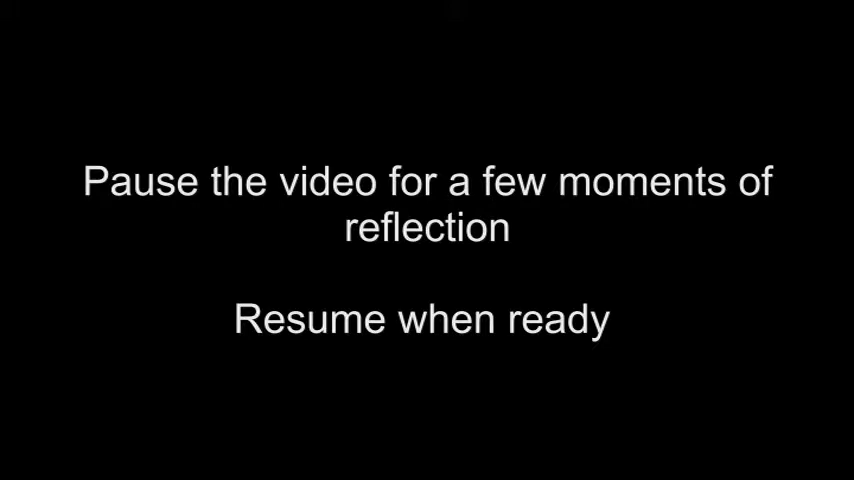 Pause the video for a few moments of
reflection
Resume when ready